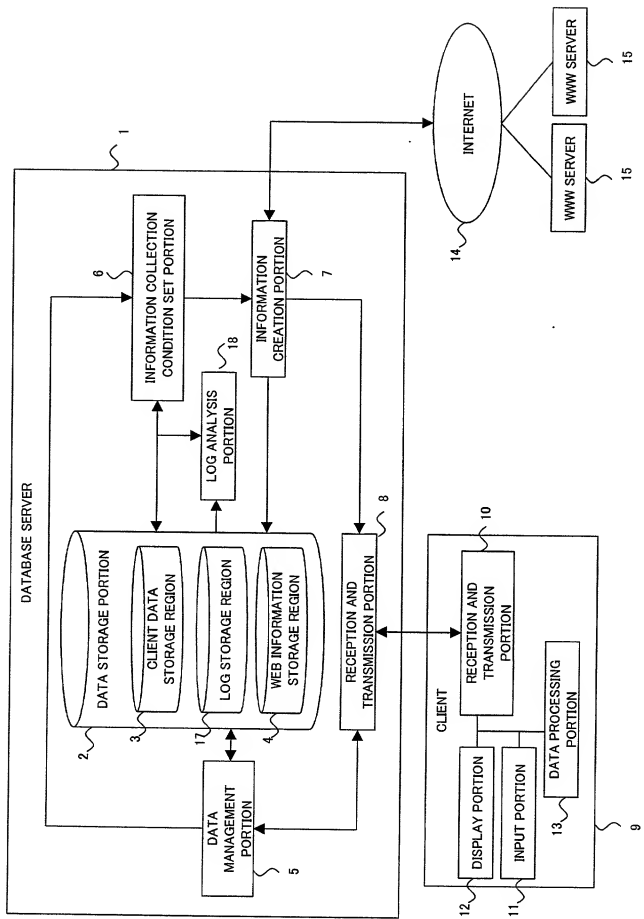 DATABASE SERVER
1
DATA STORAGE PORTION
2
CLIENT DATA
STORAGE REGION
3
LOG STORAGE REGION
17
WEB INFORMATION
STORAGE REGION
4
DATA
MANAGEMENT
PORTION
5
INFORMATION COLLECTION
CONDITION SET PORTION
6
LOG ANALYSIS
PORTION
18
INFORMATION
CREATION PORTION
7
RECEPTION AND
TRANSMISSION PORTION
8
INTERNET
14
WWW SERVER
15
WWW SERVER
15
CLIENT
9
RECEPTION AND
TRANSMISSION
PORTION
10
DISPLAY PORTION
12
INPUT PORTION
11
DATA PROCESSING
PORTION
13